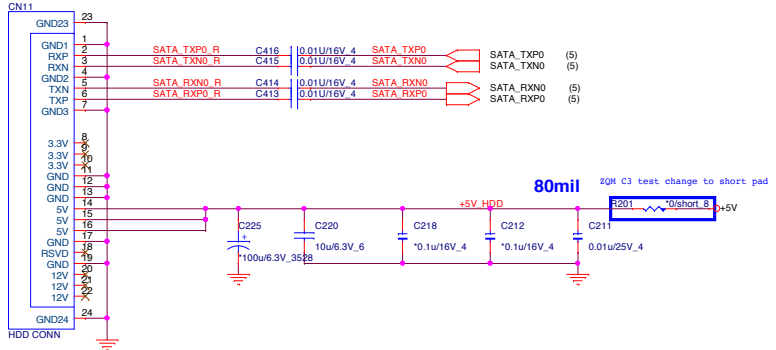 CN11
GND23 23
GND1 1
RXP 2 SATA_TXP0_R C416 0.01U/16V_4 SATA_TXP0 SATA_TXP0 (5)
RXN 3 SATA_TXN0_R C415 0.01U/16V_4 SATA_TXN0 SATA_TXN0 (5)
GND2 4
TXN 5 SATA_RXN0_R C414 0.01U/16V_4 SATA_RXN0 SATA_RXN0 (5)
TXP 6 SATA_RXP0_R C413 0.01U/16V_4 SATA_RXP0 SATA_RXP0 (5)
GND3 7
3.3V 8
3.3V 9
3.3V 10
GND 11
GND 12
GND 13
80mil ZQM C3 test change to short pad
5V 14 +5V_HDD R201 *0/short_8 +5V
5V 15
5V 16
GND 17
RSVD 18
GND 19
12V 20
12V 21
12V 22
C225 C220 C218 C212 C211
*100u/6.3V_3528 10u/6.3V_6 *0.1u/16V_4 *0.1u/16V_4 0.01u/25V_4
+
GND24 24
HDD CONN